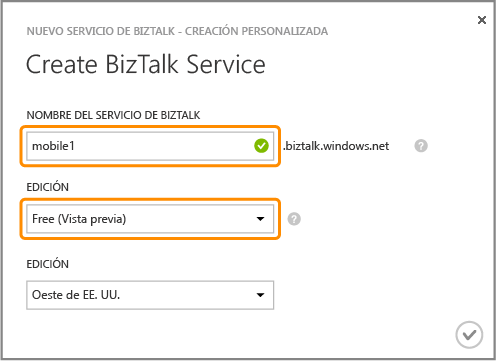 NUEVO SERVICIO DE BIZTALK - CREACIÓN PERSONALIZADA
Create BizTalk Service
NOMBRE DEL SERVICIO DE BIZTALK
mobile1 .biztalk.windows.net ?
EDICIÓN
Free (Vista previa) ?
EDICIÓN
Oeste de EE. UU.